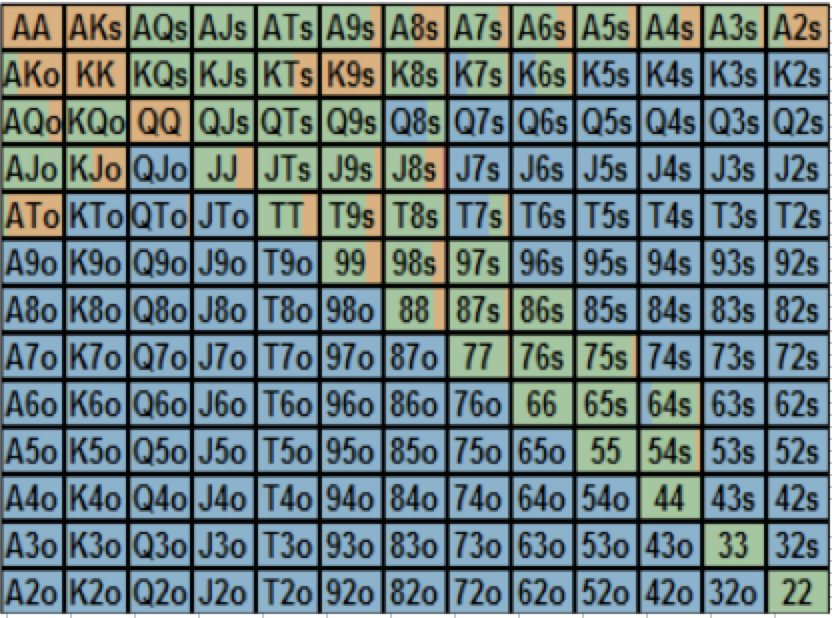 AA AKs AQs AJs ATs A9s A8s A7s A6s A5s A4s A3s A2s
AKo KK KQs KJs KTs K9s K8s K7s K6s K5s K4s K3s K2s
AQo KQo QQ QJs QTs Q9s Q8s Q7s Q6s Q5s Q4s Q3s Q2s
AJo KJo QJo JJ JTs J9s J8s J7s J6s J5s J4s J3s J2s
ATo KTo QTo JTo TT T9s T8s T7s T6s T5s T4s T3s T2s
A9o K9o Q9o J9o T9o 99 98s 97s 96s 95s 94s 93s 92s
A8o K8o Q8o J8o T8o 98o 88 87s 86s 85s 84s 83s 82s
A7o K7o Q7o J7o T7o 97o 87o 77 76s 75s 74s 73s 72s
A6o K6o Q6o J6o T6o 96o 86o 76o 66 65s 64s 63s 62s
A5o K5o Q5o J5o T5o 95o 85o 75o 65o 55 54s 53s 52s
A4o K4o Q4o J4o T4o 94o 84o 74o 64o 54o 44 43s 42s
A3o K3o Q3o J3o T3o 93o 83o 73o 63o 53o 43o 33 32s
A2o K2o Q2o J2o T2o 92o 82o 72o 62o 52o 42o 32o 22